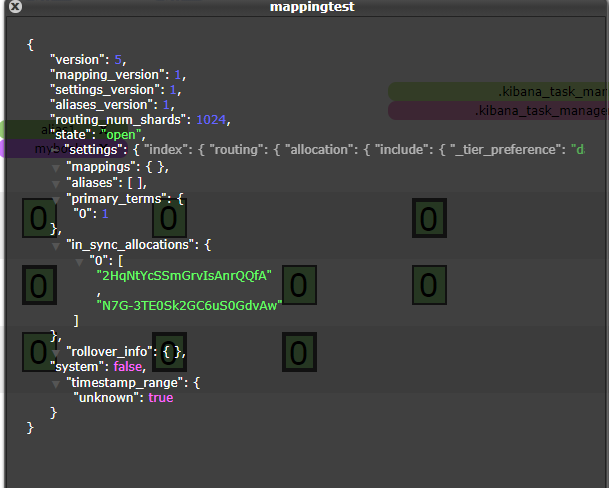 mappingtest
{
"version": 5,
"mapping_version": 1,
"settings_version": 1,
"aliases_version": 1,
"routing_num_shards": 1024,
"state": "open",
"settings": { "index": { "routing": { "allocation": { "include": { "_tier_preference": "d
"mappings": { },
"aliases": [ ],
"primary_terms": {
"0": 1
},
"in_sync_allocations": {
"0": [
"2HqNtYcSSmGrvIsAnrQQfA"
,
"N7G-3TE0Sk2GC6uS0GdvAw"
]
},
"rollover_info": { },
"system": false,
"timestamp_range": {
"unknown": true
}
}
.kibana_task_man
.kibana_task_manage
0 0 0
0 0 0
0 0 0